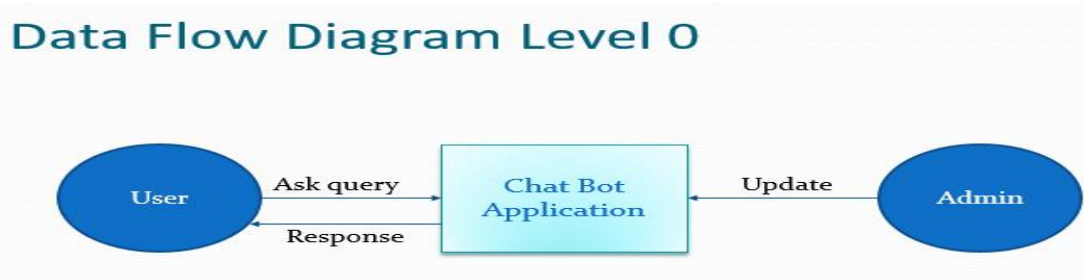 Data Flow Diagram Level 0
User
Ask query
Response
Chat Bot
Application
Update
Admin